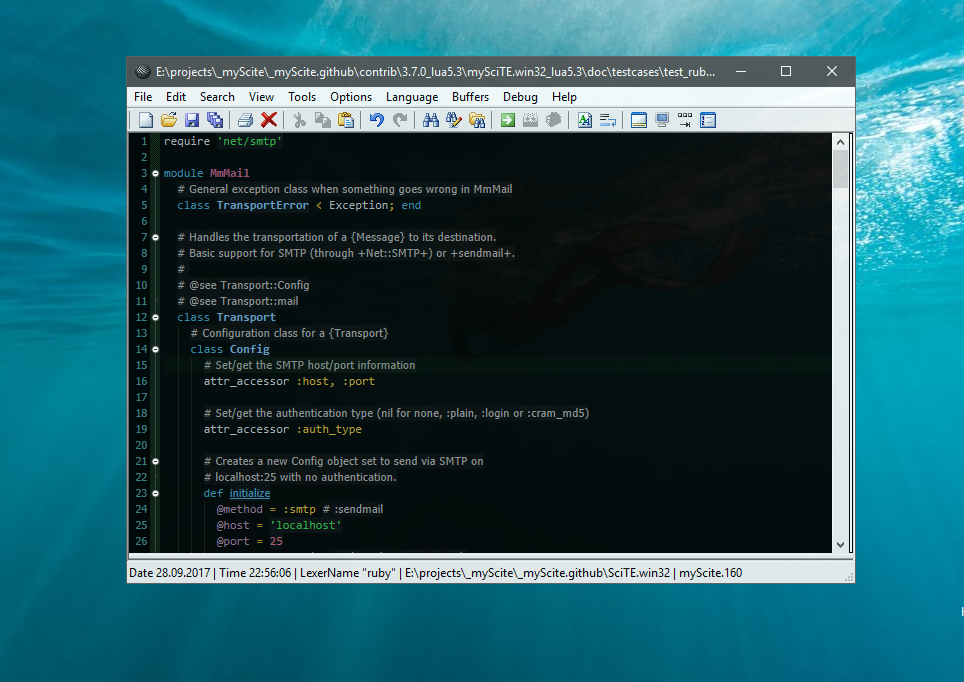 E:\projects\_myScite\_myScite.github\contrib\3.7.0_lua5.3\mySciTE.win32_lua5.3\doc\testcases\test_rub...
File Edit Search View Tools Options Language Buffers Debug Help
1 require 'net/smtp'
2
3 module MmMail
4 # General exception class when something goes wrong in MmMail
5 class TransportError < Exception; end
6
7 # Handles the transportation of a {Message} to its destination.
8 # Basic support for SMTP (through +Net::SMTP+) or +sendmail+.
9 #
10 # @see Transport::Config
11 # @see Transport::mail
12 class Transport
13 # Configuration class for a {Transport}
14 class Config
15 # Set/get the SMTP host/port information
16 attr_accessor :host, :port
17
18 # Set/get the authentication type (nil for none, :plain, :login or :cram_md5)
19 attr_accessor :auth_type
20
21 # Creates a new Config object set to send via SMTP on
22 # localhost:25 with no authentication.
23 def initialize
24 @method = :smtp # :sendmail
25 @host = 'localhost'
26 @port = 25
Date 28.09.2017 | Time 22:56:06 | LexerName "ruby" | E:\projects\_myScite\_myScite.github\SciTE.win32 | myScite.160